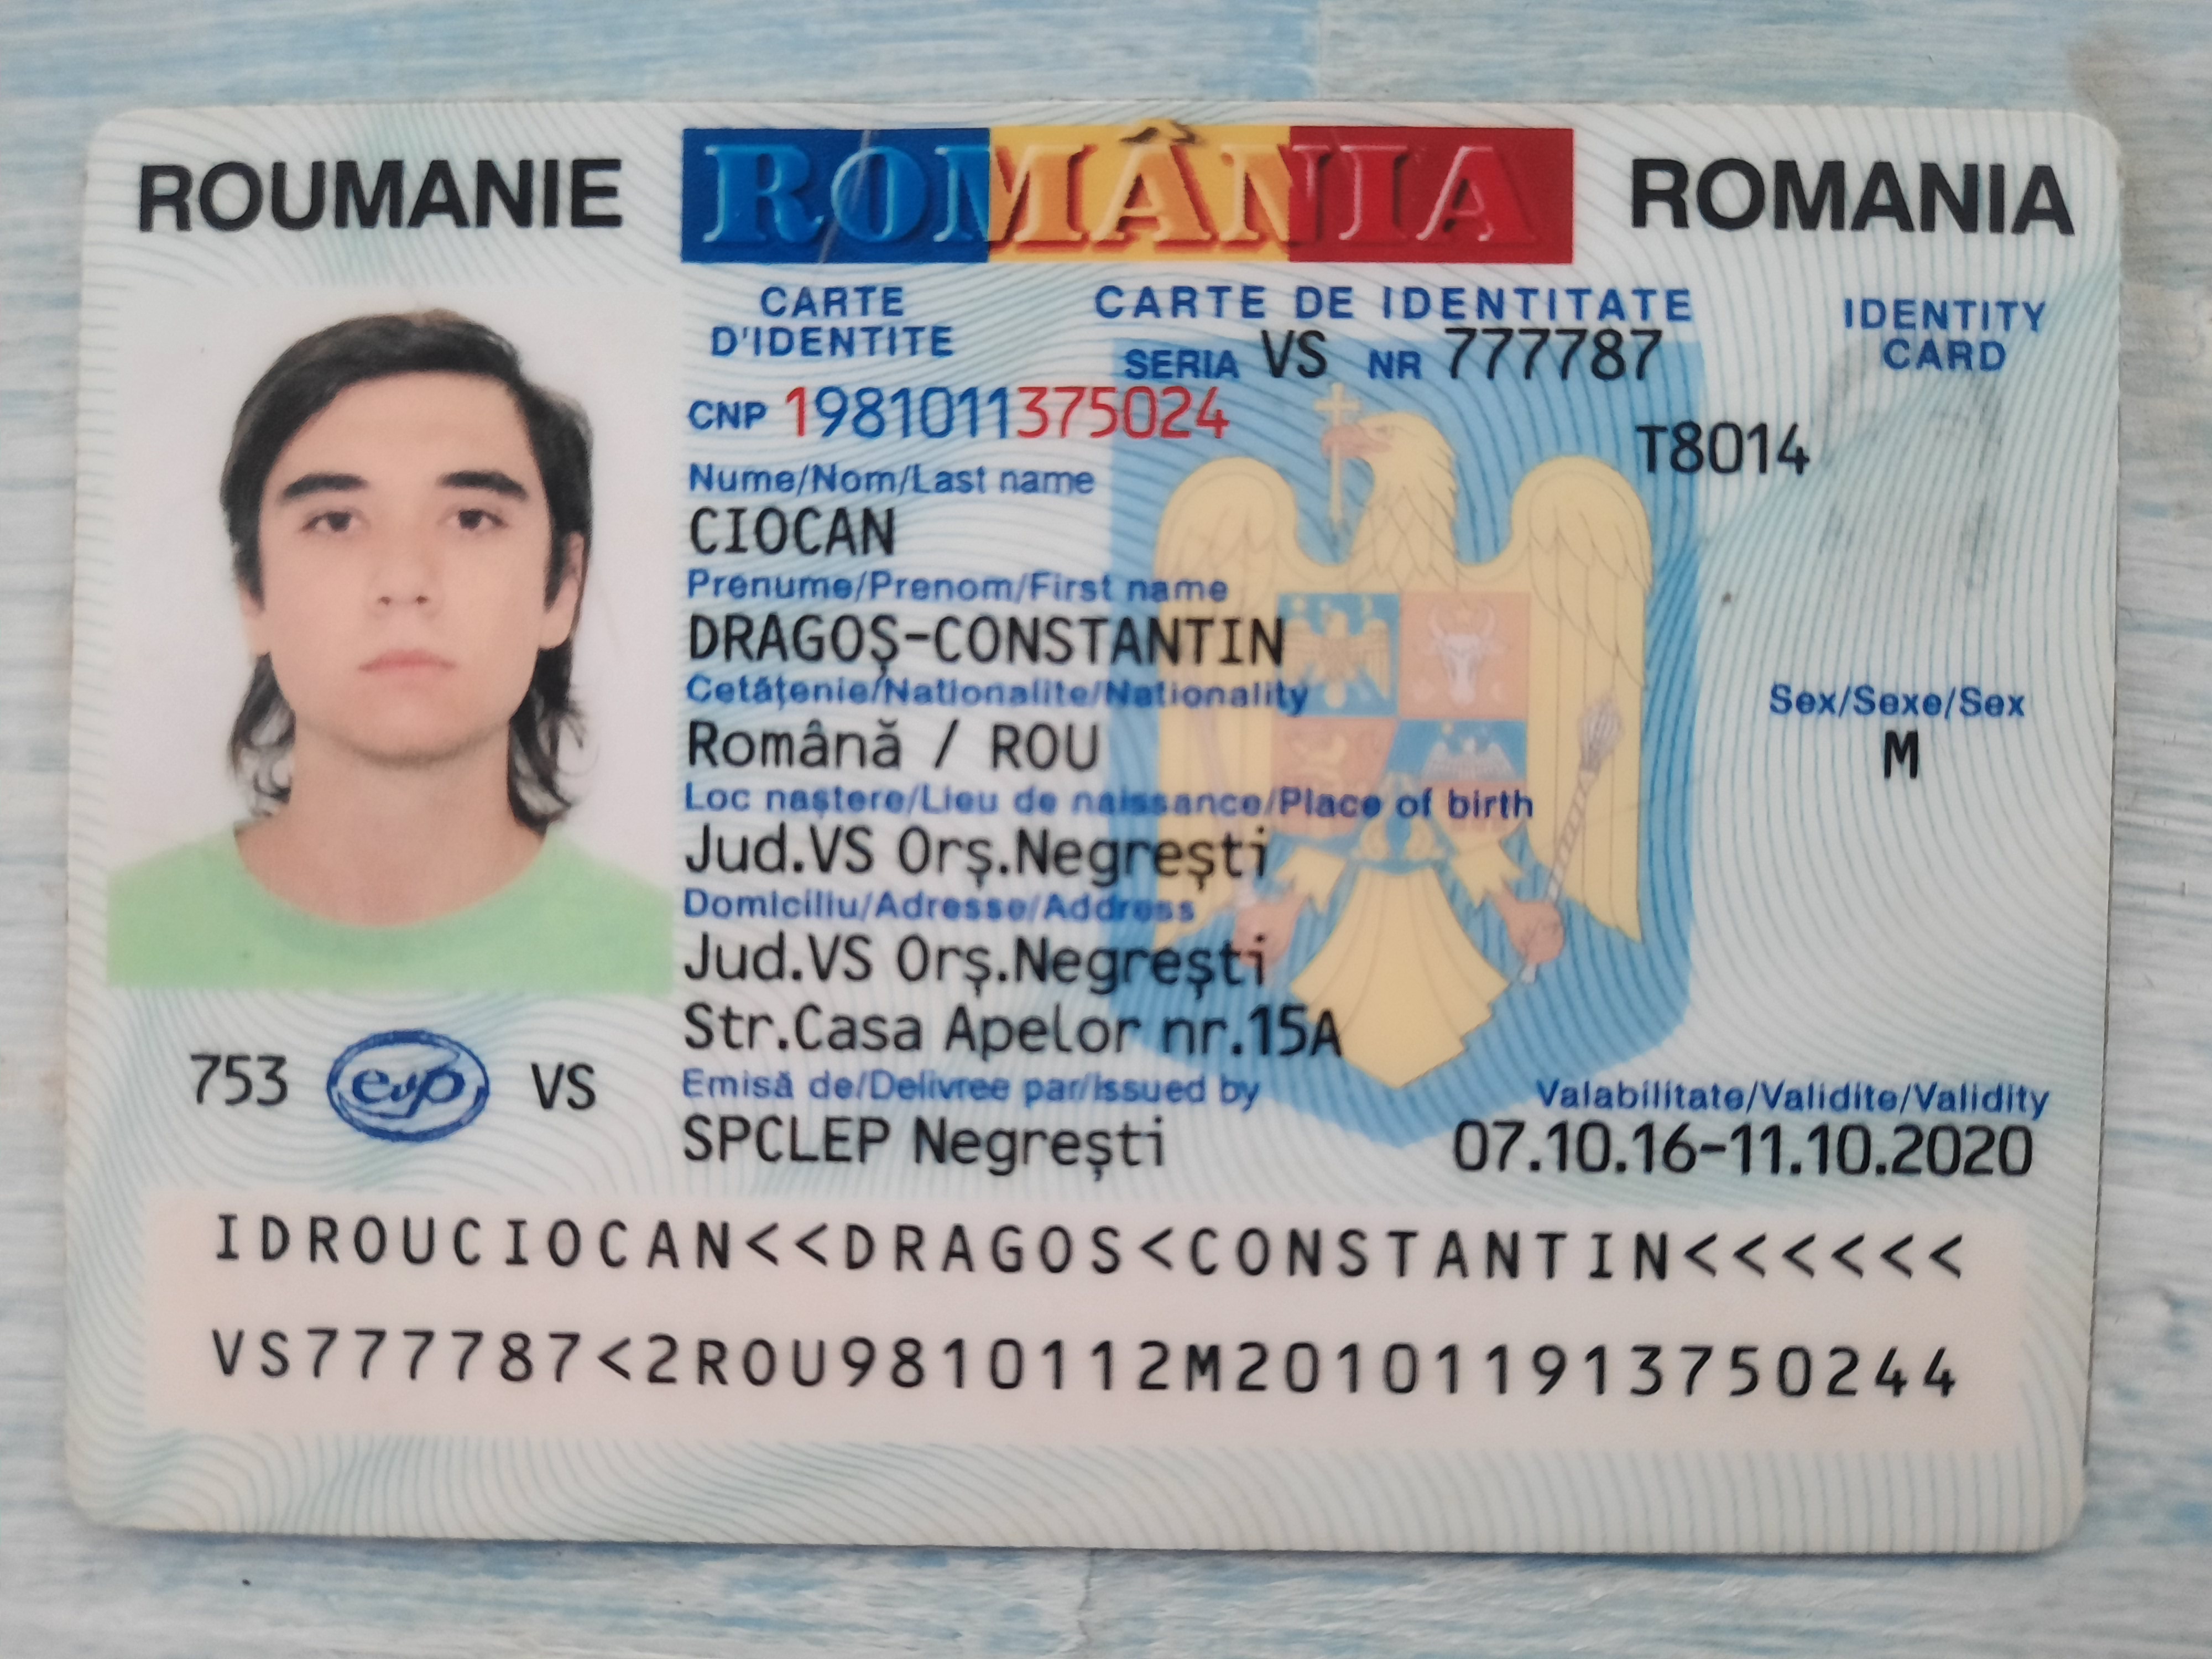 ROUMANIE ROMÂNIA ROMANIA
CARTE D'IDENTITE
CARTE DE IDENTITATE
IDENTITY CARD
SERIA VS NR 777787
CNP 1981011375024
T8014
Nume/Nom/Last name
CIOCAN
Prenume/Prenom/First name
DRAGOȘ-CONSTANTIN
Cetățenie/Nationalite/Nationality
Sex/Sexe/Sex
Română / ROU
M
Loc naștere/Lieu de naissance/Place of birth
Jud.VS Orș.Negrești
Domiciliu/Adresse/Address
Jud.VS Orș.Negrești
Str.Casa Apelor nr.15A
Emisă de/Delivree par/Issued by
Valabilitate/Validite/Validity
753 eyp VS
SPCLEP Negrești
07.10.16-11.10.2020
IDROUCIOCAN<<DRAGOS<CONSTANTIN<<<<<<
VS777787<2ROU9810112M201011913750244